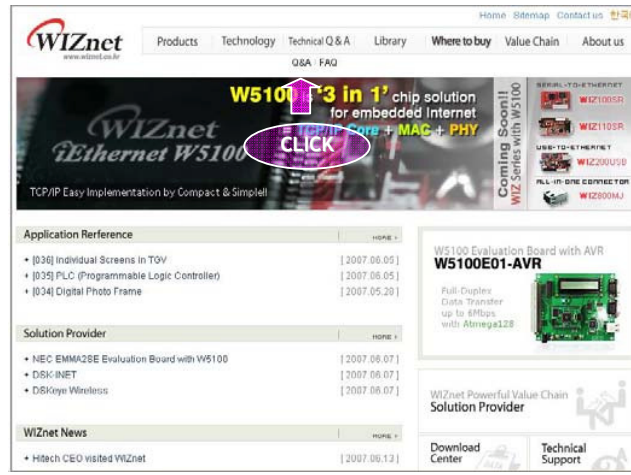 Home Sitemap Contact us 한국
WIZnet
www.wiznet.co.kr
Products Technology Technical Q & A Library Where to buy Value Chain About us
Q&A FAQ
W5100 is '3 in 1' chip solution
for embedded Internet
= TCP/IP Core + MAC + PHY
CLICK
WIZnet
iEthernet W5100
TCP/IP Easy Implementation by Compact & Simple!!
Coming Soon!!
WIZ Series with W5100
SERIAL-TO-ETHERNET
WIZ100SR
WIZ110SR
USB-TO-ETHERNET
WIZ200USB
ALL-IN-ONE CONNECTOR
WIZ800MJ
Application Rerference
MORE >
[036] Individual Screens in TGV [2007.06.05]
[035] PLC (Programmable Logic Controller) [2007.06.05]
[034] Digital Photo Frame [2007.05.28]
Solution Provider
MORE >
NEC EMMA2SE Evaluation Board with W5100 [2007.06.07]
DSK-INET [2007.06.07]
DSKeye Wireless [2007.06.07]
WIZnet News
MORE >
Hitech CEO visited WIZnet [2007.06.13]
W5100 Evaluation Board with AVR
W5100E01-AVR
Full-Duplex
Data Transfer
up to 6Mbps
with Atmega128
WIZnet Powerful Value Chain
Solution Provider
Download
Center
Technical
Support